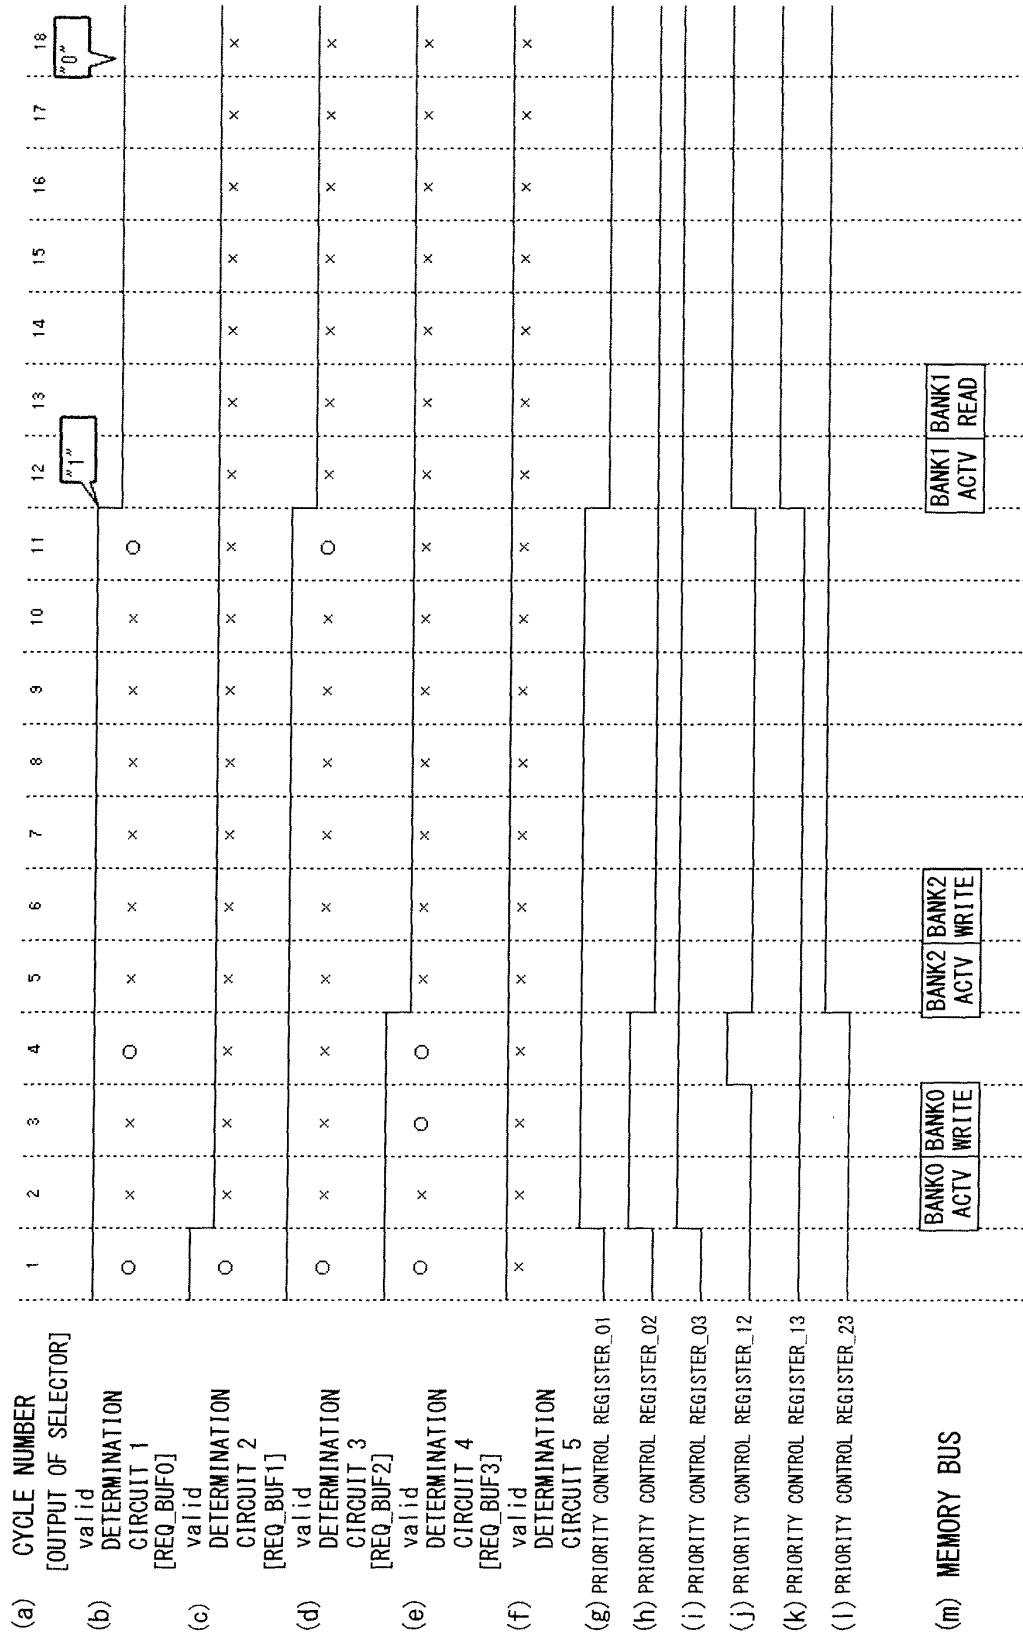 (a) CYCLE NUMBER 1 2 3 4 5 6 7 8 9 10 11 12 13 14 15 16 17 18
[OUTPUT OF SELECTOR]
"1" "0"
(b) valid
DETERMINATION
CIRCUIT 1 ○ × × ○ × × × × × × ○
[REQ_BUF0]
(c) valid
DETERMINATION
CIRCUIT 2 ○ × × × × × × × × × × × × × × × × ×
[REQ_BUF1]
(d) valid
DETERMINATION
CIRCUIT 3 ○ × × × × × × × × × ○ × × × × × × ×
[REQ_BUF2]
(e) valid
DETERMINATION
CIRCUIT 4 ○ × ○ ○ × × × × × × × × × × × × × ×
[REQ_BUF3]
(f) valid
DETERMINATION
CIRCUIT 5 × × × × × × × × × × × × × × × × × ×
(g) PRIORITY CONTROL REGISTER_01
(h) PRIORITY CONTROL REGISTER_02
(i) PRIORITY CONTROL REGISTER_03
(j) PRIORITY CONTROL REGISTER_12
(k) PRIORITY CONTROL REGISTER_13
(l) PRIORITY CONTROL REGISTER_23
(m) MEMORY BUS
BANK0 BANK0 BANK2 BANK2 BANK1 BANK1
ACTV WRITE ACTV WRITE ACTV READ